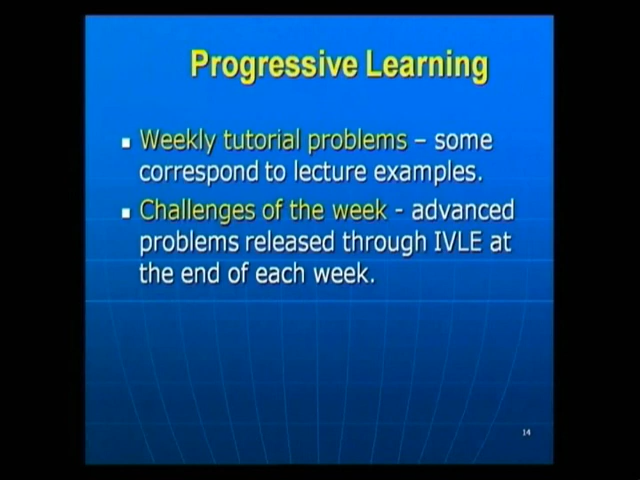 Progressive Learning
Weekly tutorial problems – some
correspond to lecture examples.
Challenges of the week - advanced
problems released through IVLE at
the end of each week.
14